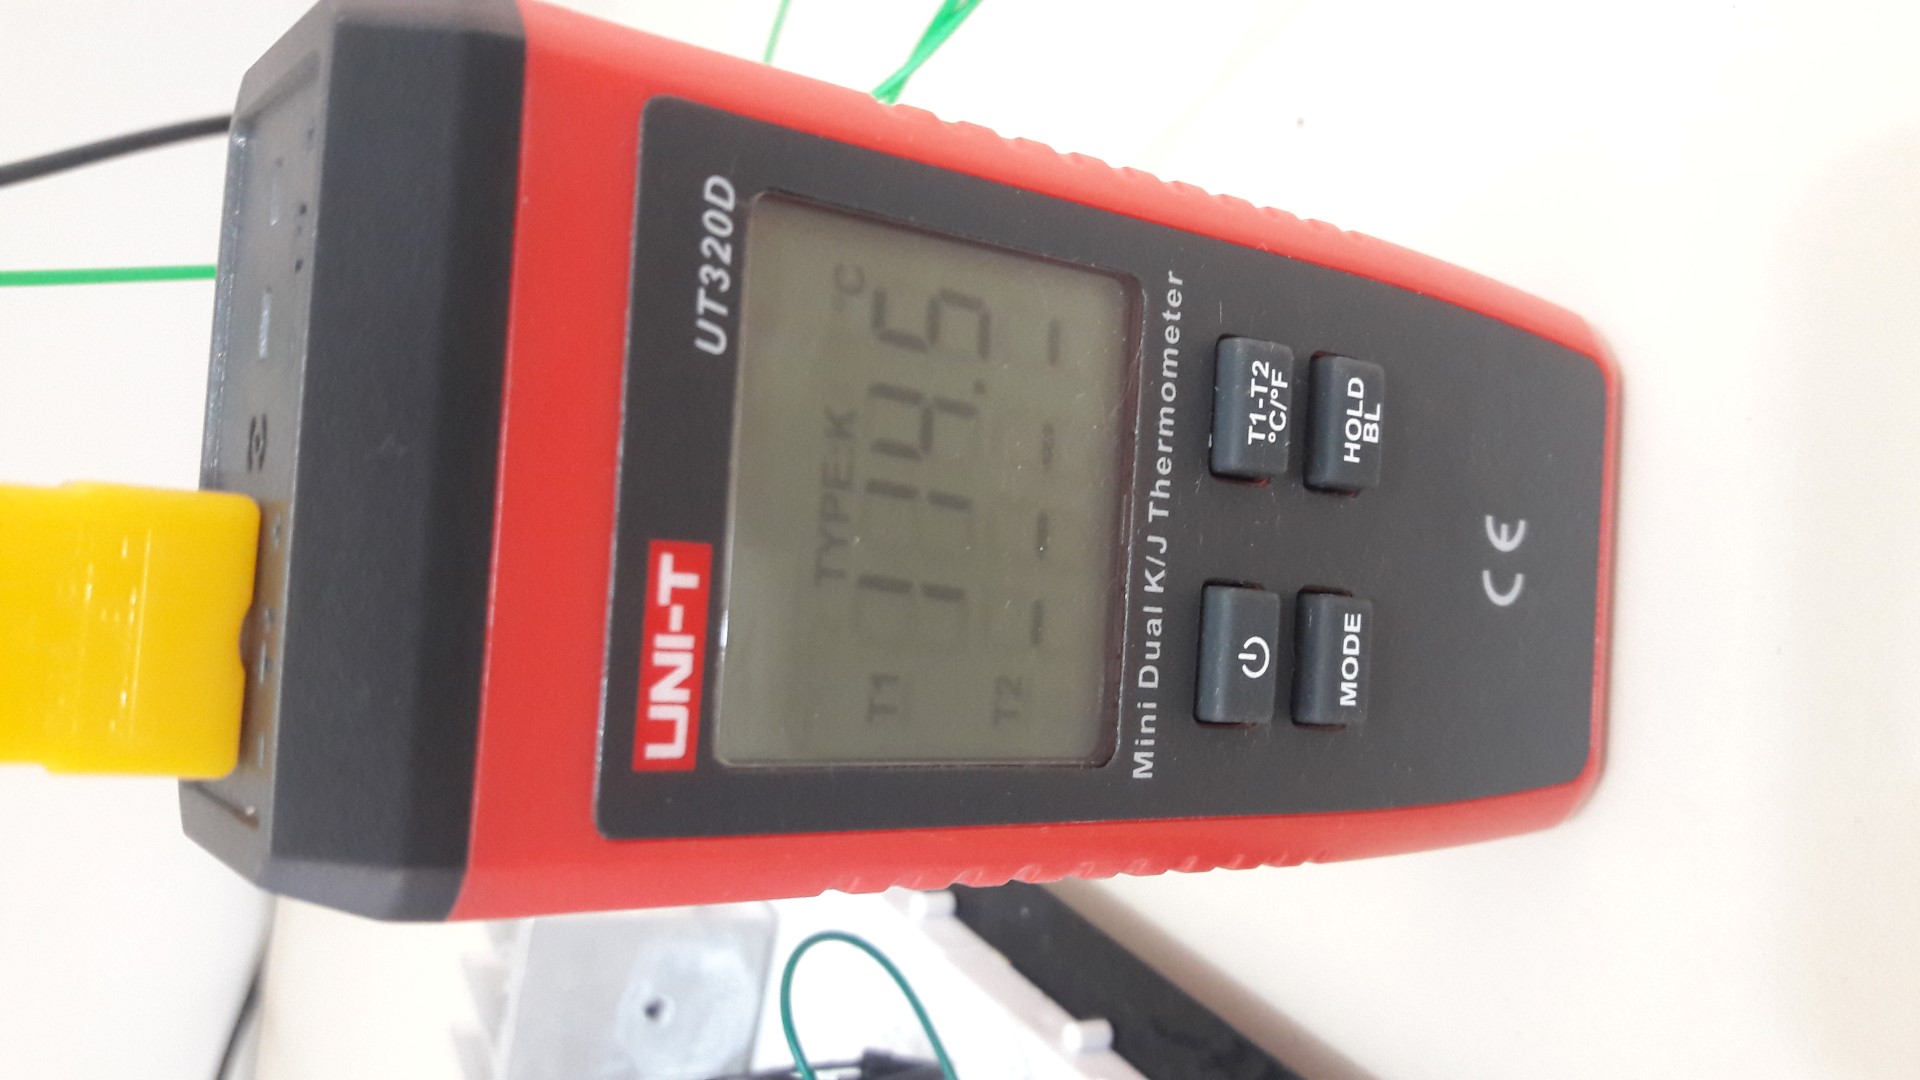 UNI-T
UT320D
TYPE:K °C
T1 114.5
T2 - - - -
Mini Dual K/J Thermometer
T1-T2
°C/°F
MODE
HOLD
BL
CE